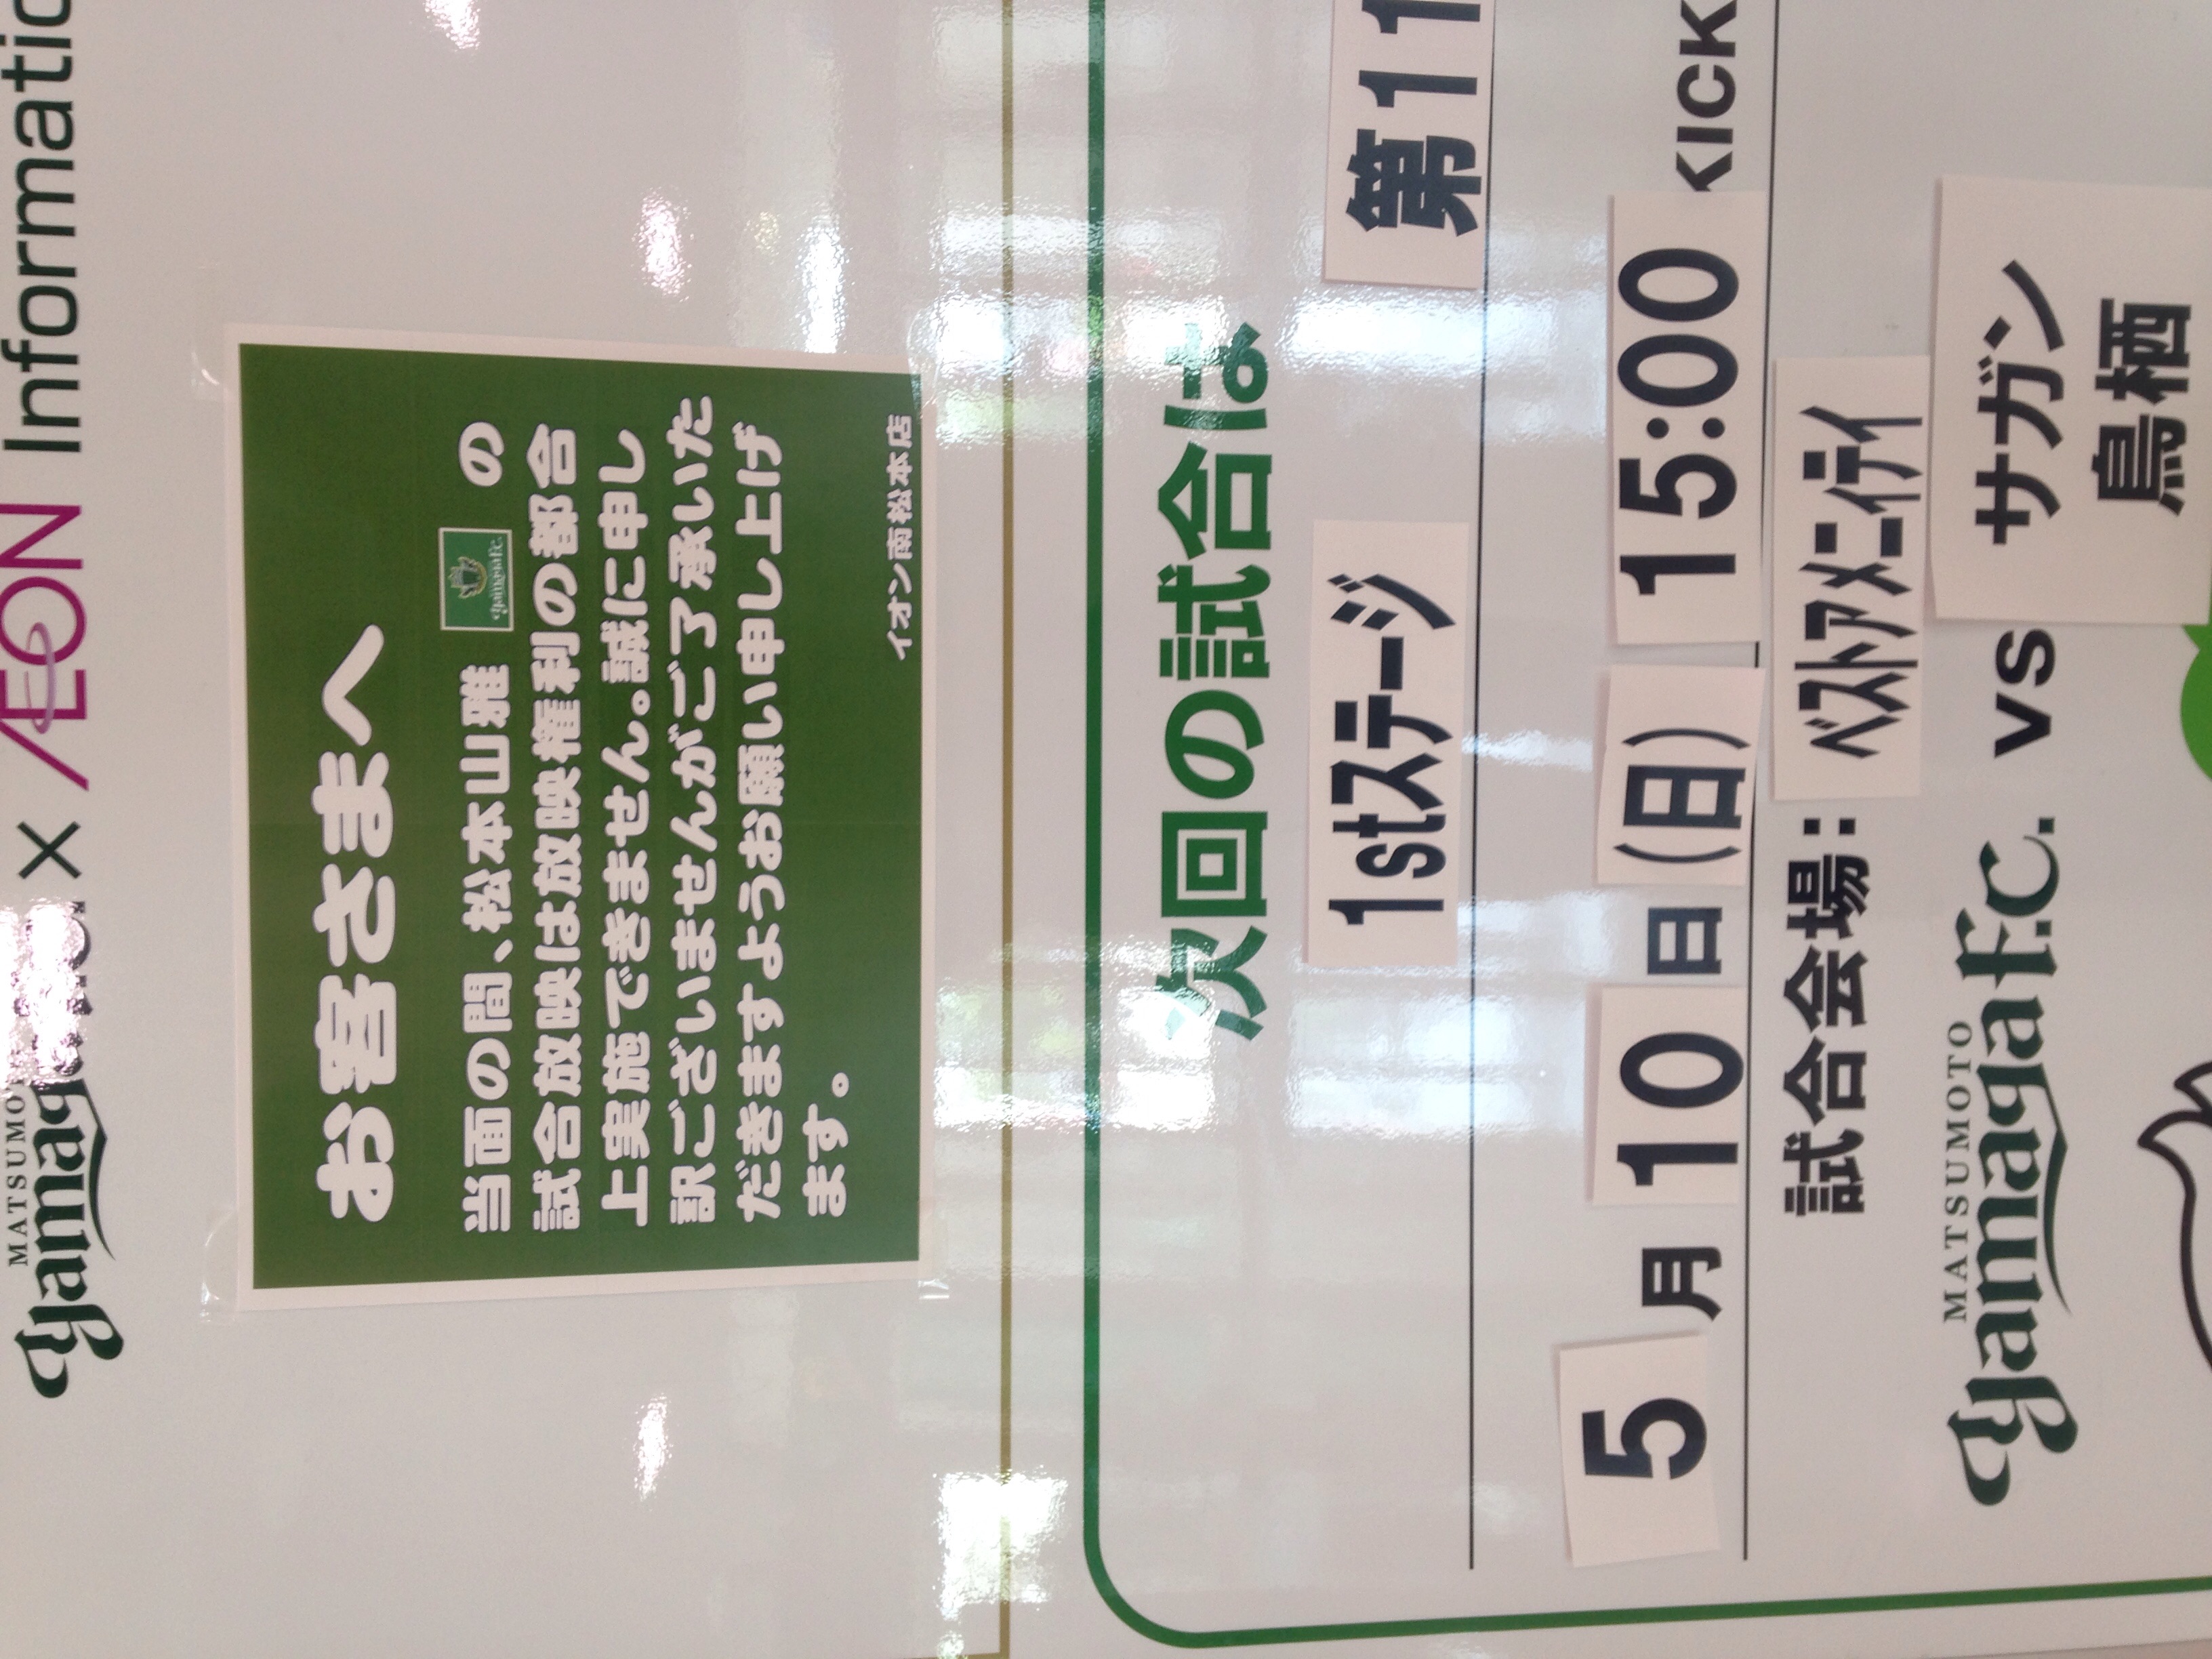 MATSUMO
yamaga × ÆON Informatio
お客さまへ
当面の間、松本山雅 yamaga F.C. の
試合放映は放映権利の都合
上実施できません。誠に申し
訳ございませんがご了承いた
だきますようお願い申し上げ
ます。
イオン南松本店
次回の試合は
1stステージ 第11
5月10日(日) 15:00 KICK
試合会場: ベストアメニティ
MATSUMOTO
yamaga F.C. vs サガン
鳥栖